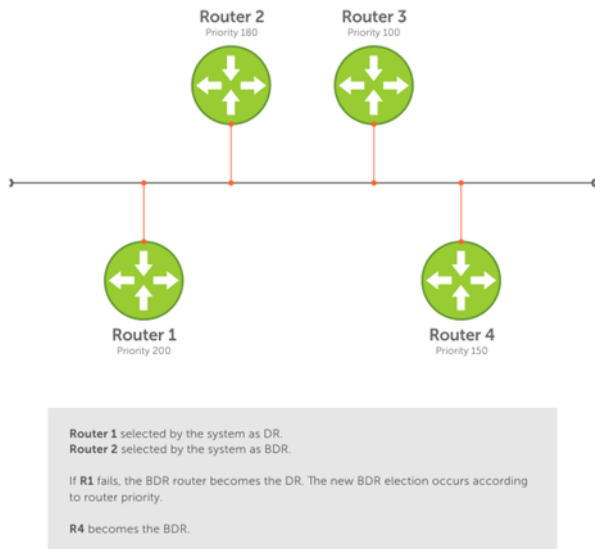 Router 2
Priority 180
Router 3
Priority 100
Router 1
Priority 200
Router 4
Priority 150
Router 1 selected by the system as DR.
Router 2 selected by the system as BDR.
If R1 fails, the BDR router becomes the DR. The new BDR election occurs according
to router priority.
R4 becomes the BDR.